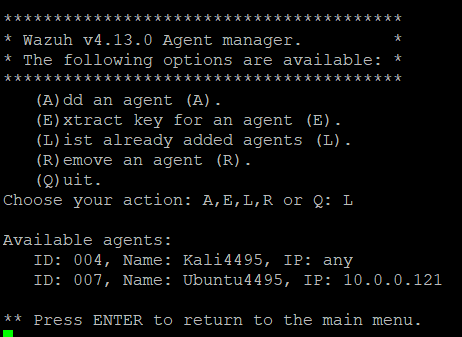 ****************************************
* Wazuh v4.13.0 Agent manager.         *
* The following options are available: *
****************************************
   (A)dd an agent (A).
   (E)xtract key for an agent (E).
   (L)ist already added agents (L).
   (R)emove an agent (R).
   (Q)uit.
Choose your action: A,E,L,R or Q: L
Available agents:
   ID: 004, Name: Kali4495, IP: any
   ID: 007, Name: Ubuntu4495, IP: 10.0.0.121
** Press ENTER to return to the main menu.